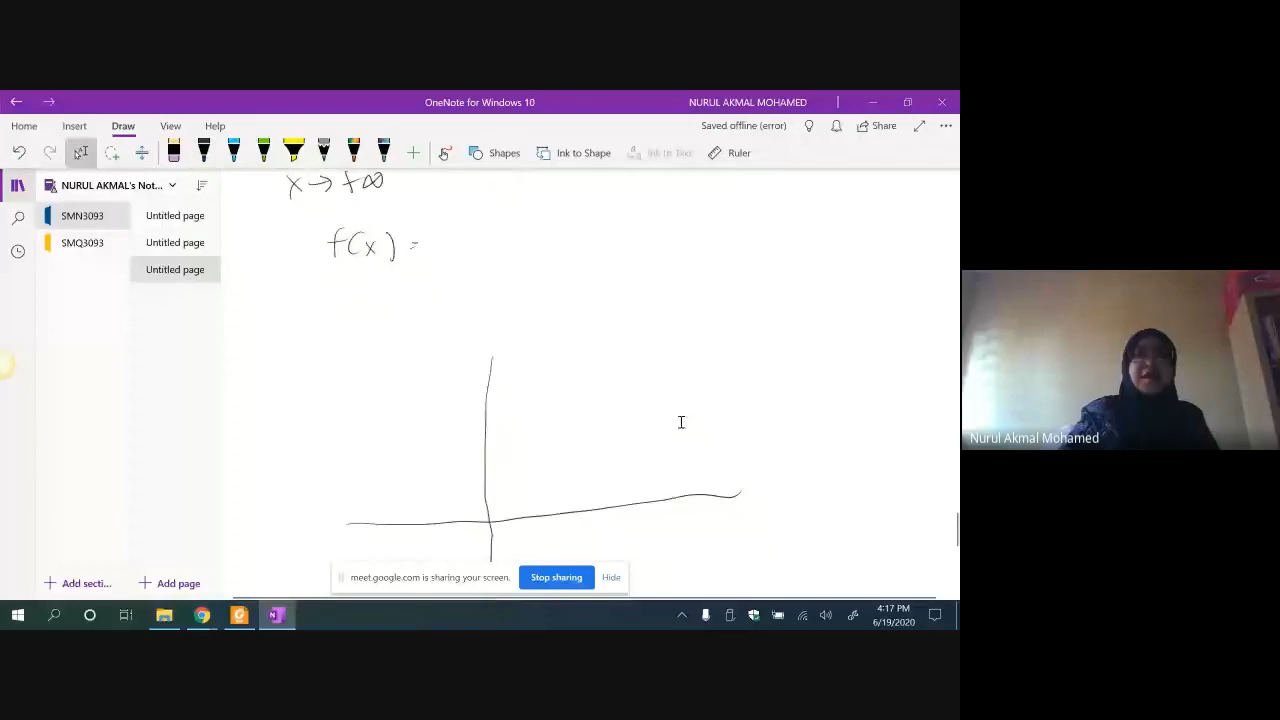 OneNote for Windows 10
NURUL AKMAL MOHAMED
Home Insert Draw View Help
Saved offline (error)
Share
Shapes
Ink to Shape
Ink to Text
Ruler
NURUL AKMAL's Not...
SMN3093
SMQ3093
Untitled page
Untitled page
Untitled page
x → +∞
f(x) =
Nurul Akmal Mohamed
meet.google.com is sharing your screen.
Stop sharing
Hide
Add secti...
Add page
4:17 PM
6/19/2020